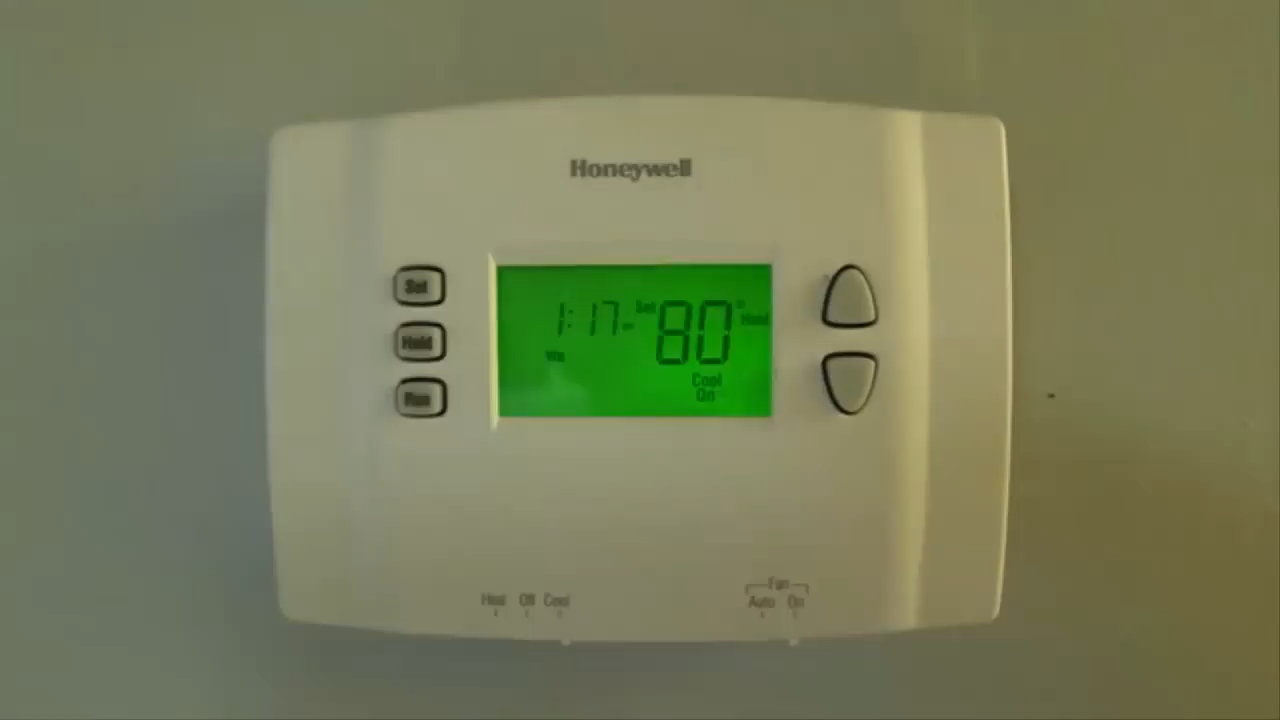 Honeywell
Set
1:17 Set 80 Hold
Hold
Cool
On
Run
Fan
Heat Off Cool
Auto On